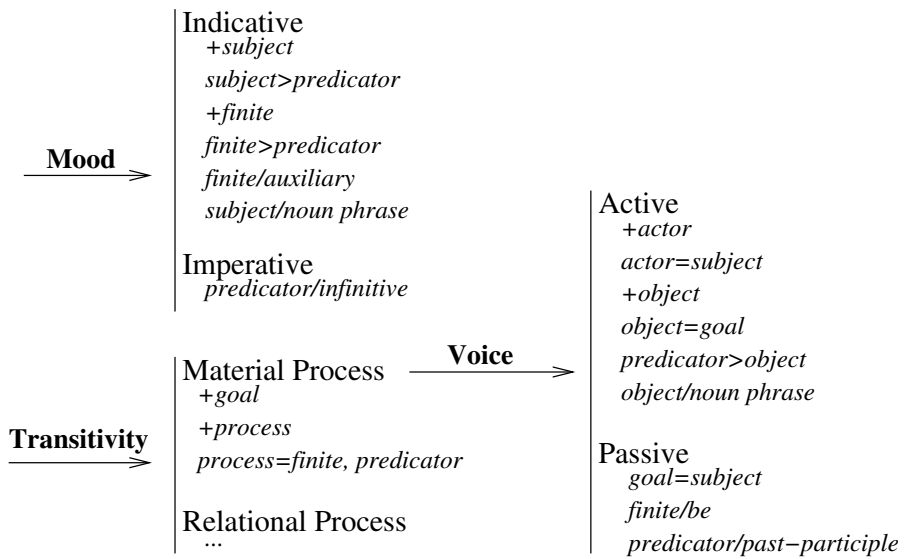 Indicative
+subject
subject>predicator
+finite
finite>predicator
finite/auxiliary
subject/noun phrase
Mood
Imperative
predicator/infinitive
Material Process
+goal
+process
process=finite, predicator
Transitivity
Relational Process
...
Voice
Active
+actor
actor=subject
+object
object=goal
predicator>object
object/noun phrase
Passive
goal=subject
finite/be
predicator/past−participle